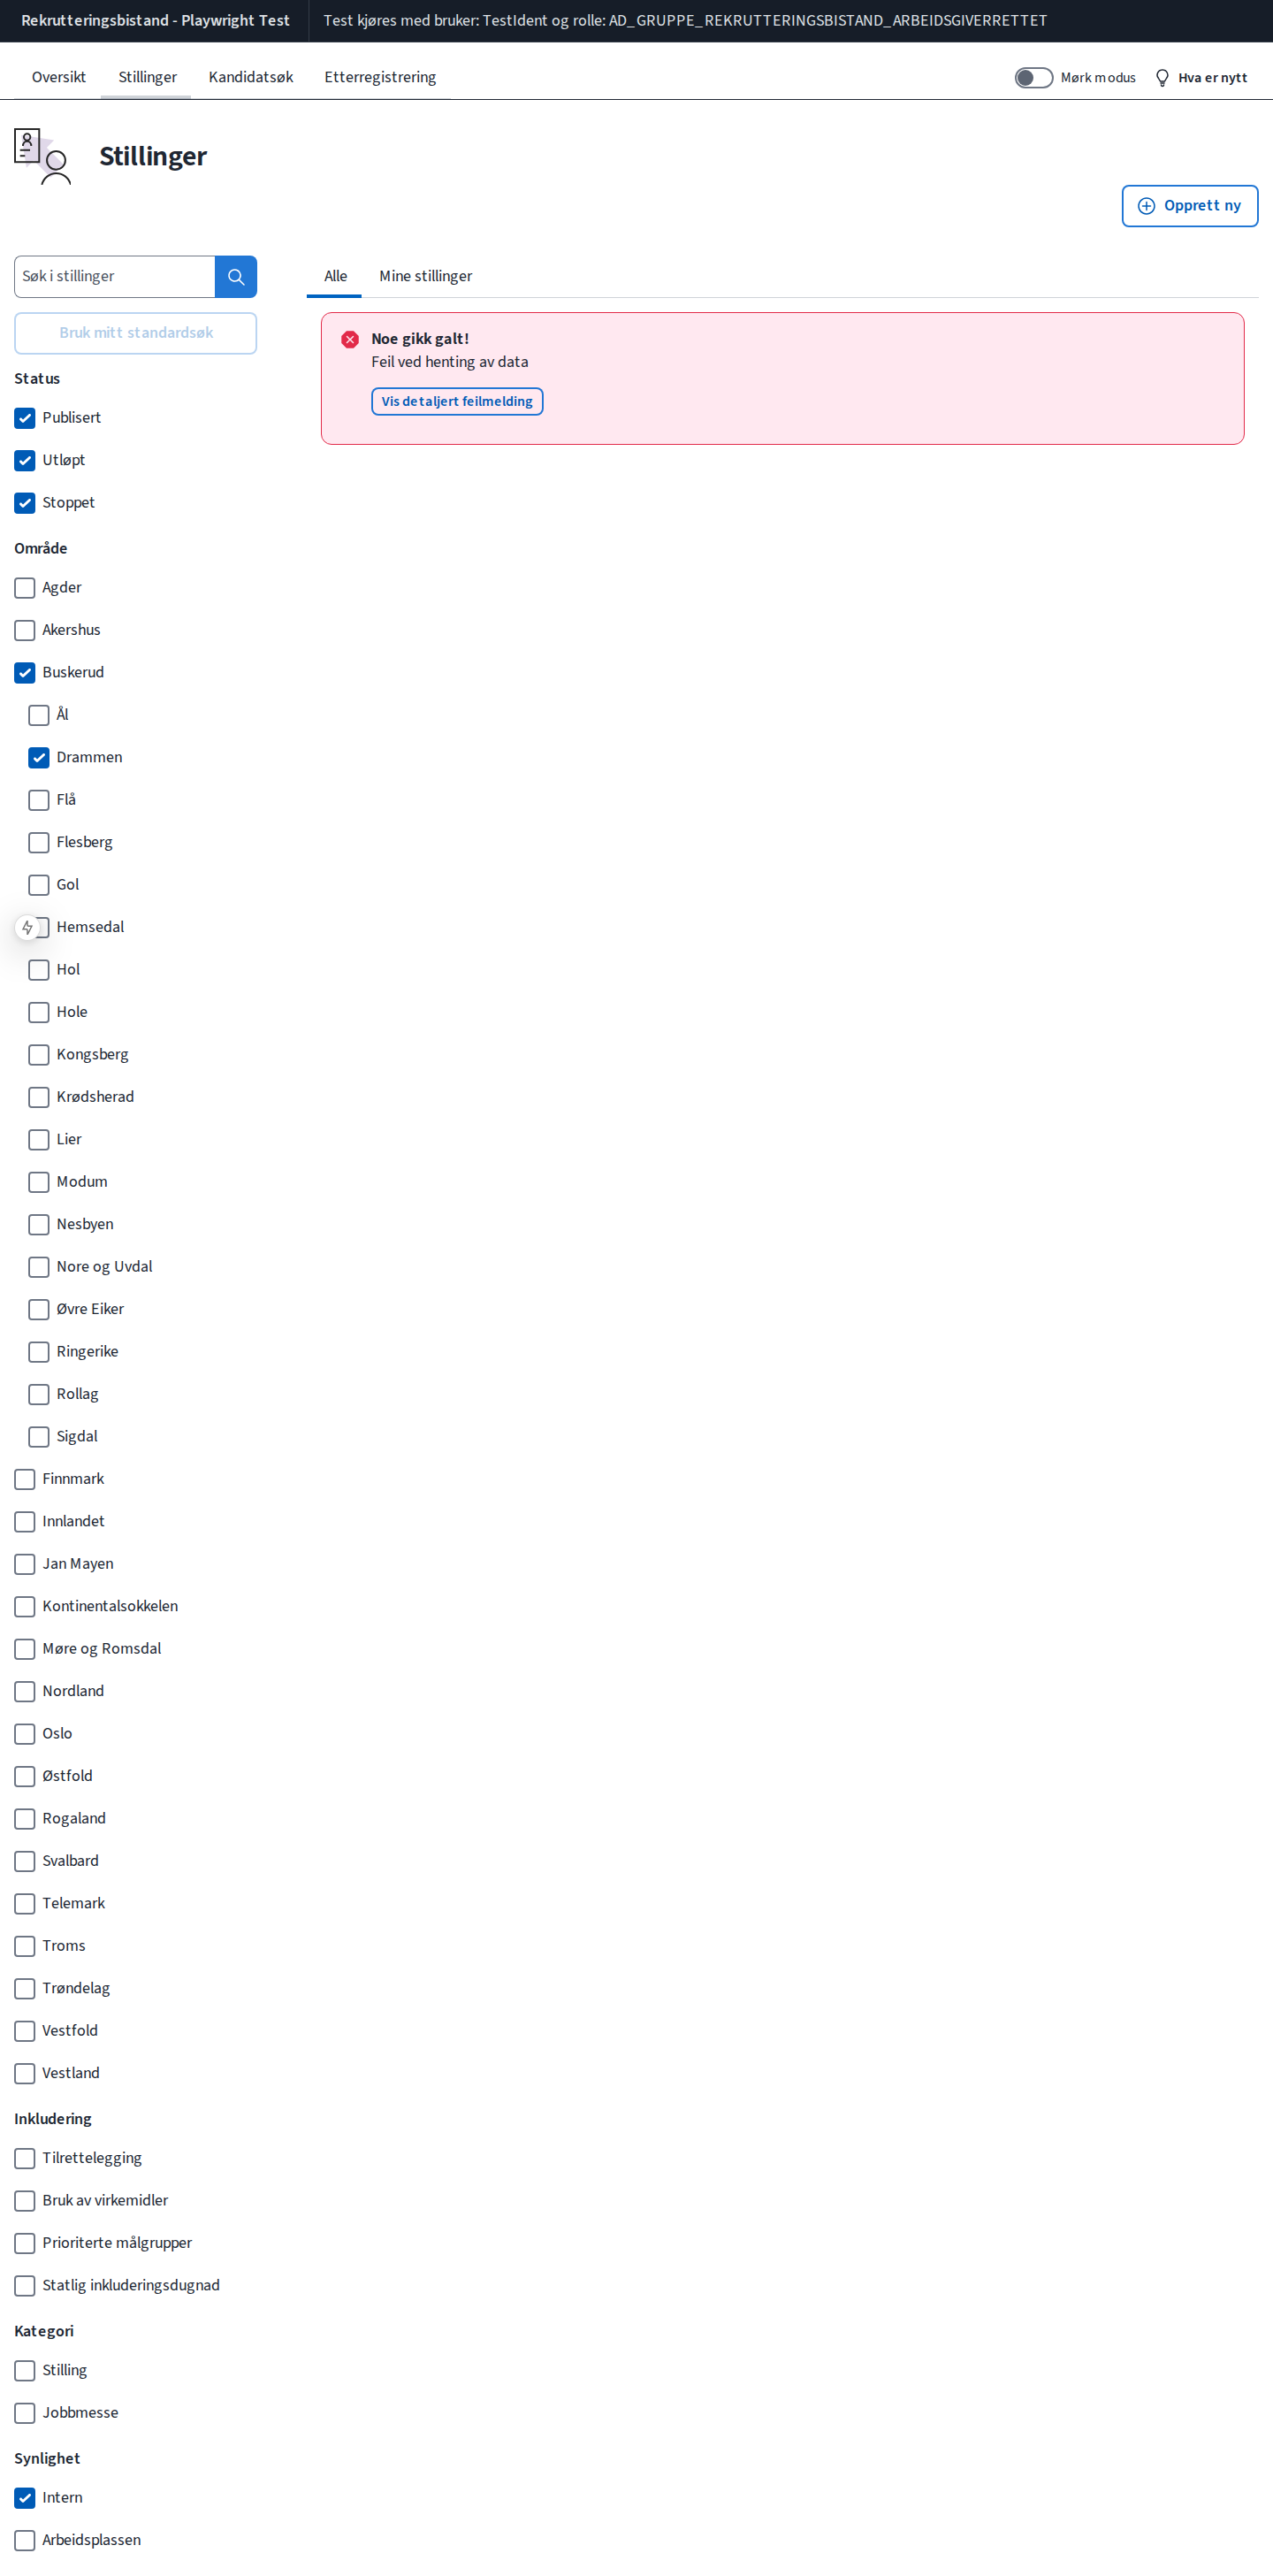 Rekrutteringsbistand - Playwright Test
Test kjøres med bruker: TestIdent og rolle: AD_GRUPPE_REKRUTTERINGSBISTAND_ARBEIDSGIVERRETTET
Oversikt
Stillinger
Kandidatsøk
Etterregistrering
Mørk modus
Hva er nytt
Stillinger
Opprett ny
Søk i stillinger
Bruk mitt standardsøk
Alle
Mine stillinger
Noe gikk galt!
Feil ved henting av data
Vis detaljert feilmelding
Status
Publisert
Utløpt
Stoppet
Område
Agder
Akershus
Buskerud
Ål
Drammen
Flå
Flesberg
Gol
Hemsedal
Hol
Hole
Kongsberg
Krødsherad
Lier
Modum
Nesbyen
Nore og Uvdal
Øvre Eiker
Ringerike
Rollag
Sigdal
Finnmark
Innlandet
Jan Mayen
Kontinentalsokkelen
Møre og Romsdal
Nordland
Oslo
Østfold
Rogaland
Svalbard
Telemark
Troms
Trøndelag
Vestfold
Vestland
Inkludering
Tilrettelegging
Bruk av virkemidler
Prioriterte målgrupper
Statlig inkluderingsdugnad
Kategori
Stilling
Jobbmesse
Synlighet
Intern
Arbeidsplassen